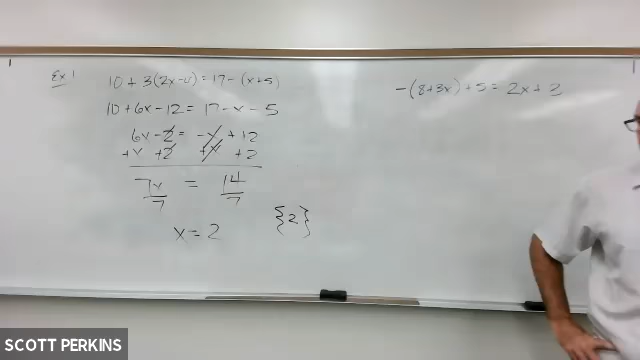 Ex 1
10 + 3(2x-4) = 17 - (x+5)
10 + 6x - 12 = 17 - x - 5
6x - 2 = -x + 12
+x +2 +x +2
7x = 14
7 7
x = 2 {2}
-(8+3x) + 5 = 2x + 3
SCOTT PERKINS